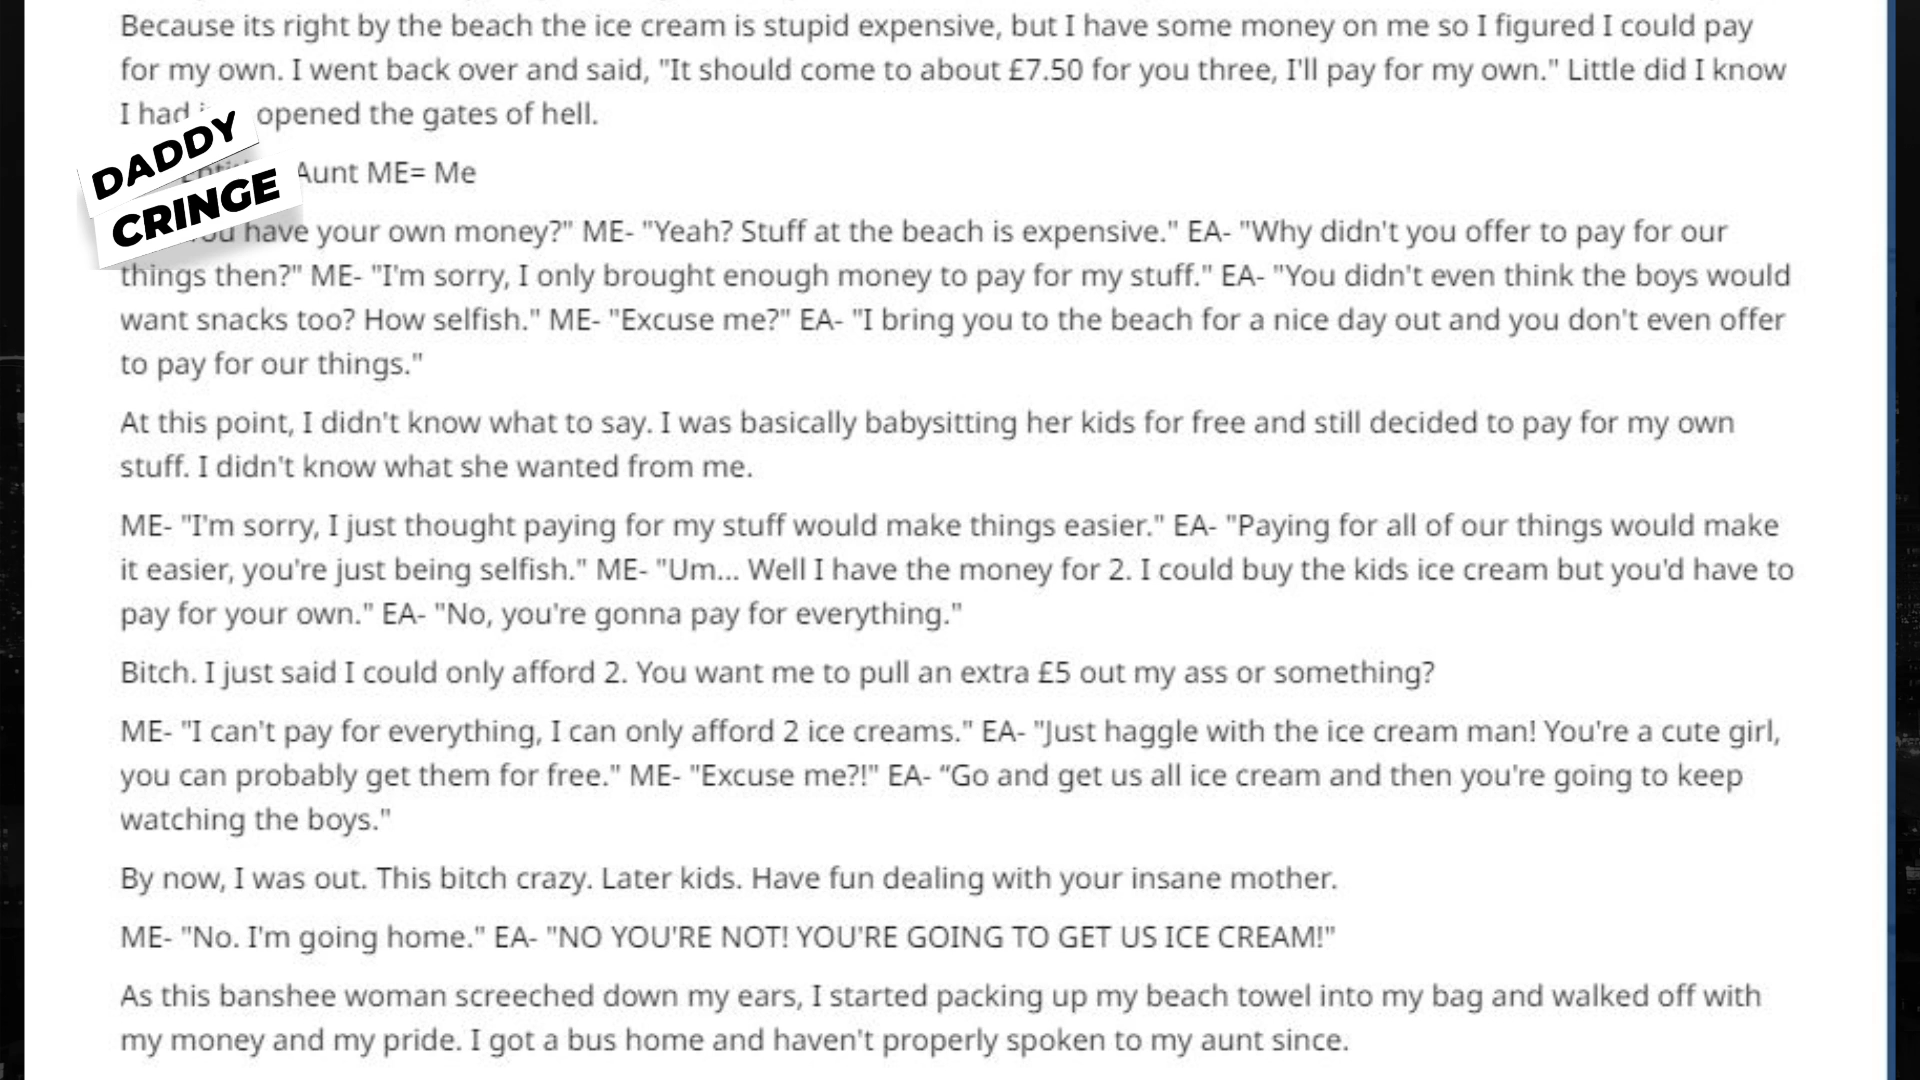 Because its right by the beach the ice cream is stupid expensive, but I have some money on me so I figured I could pay
for my own. I went back over and said, "It should come to about £7.50 for you three, I'll pay for my own." Little did I know
I had opened the gates of hell.
DADDY
CRINGE
Aunt ME= Me
have your own money?" ME- "Yeah? Stuff at the beach is expensive." EA- "Why didn't you offer to pay for our
things then?" ME- "I'm sorry, I only brought enough money to pay for my stuff." EA- "You didn't even think the boys would
want snacks too? How selfish." ME- "Excuse me?" EA- "I bring you to the beach for a nice day out and you don't even offer
to pay for our things."
At this point, I didn't know what to say. I was basically babysitting her kids for free and still decided to pay for my own
stuff. I didn't know what she wanted from me.
ME- "I'm sorry, I just thought paying for my stuff would make things easier." EA- "Paying for all of our things would make
it easier, you're just being selfish." ME- "Um... Well I have the money for 2. I could buy the kids ice cream but you'd have to
pay for your own." EA- "No, you're gonna pay for everything."
Bitch. I just said I could only afford 2. You want me to pull an extra £5 out my ass or something?
ME- "I can't pay for everything, I can only afford 2 ice creams." EA- "Just haggle with the ice cream man! You're a cute girl,
you can probably get them for free." ME- "Excuse me?!" EA- “Go and get us all ice cream and then you're going to keep
watching the boys."
By now, I was out. This bitch crazy. Later kids. Have fun dealing with your insane mother.
ME- "No. I'm going home." EA- "NO YOU'RE NOT! YOU'RE GOING TO GET US ICE CREAM!"
As this banshee woman screeched down my ears, I started packing up my beach towel into my bag and walked off with
my money and my pride. I got a bus home and haven't properly spoken to my aunt since.